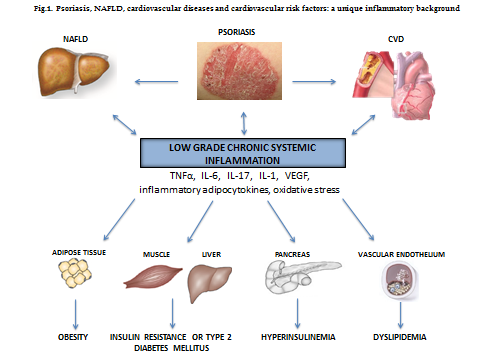 Fig.1. Psoriasis, NAFLD, cardiovascular diseases and cardiovascular risk factors: a unique inflammatory background
NAFLD
PSORIASIS
CVD
LOW GRADE CHRONIC SYSTEMIC
INFLAMMATION
TNFα, IL-6, IL-17, IL-1, VEGF,
inflammatory adipocytokines, oxidative stress
ADIPOSE TISSUE
MUSCLE
LIVER
PANCREAS
VASCULAR ENDOTHELIUM
OBESITY
INSULIN RESISTANCE OR TYPE 2
DIABETES MELLITUS
HYPERINSULINEMIA
DYSLIPIDEMIA